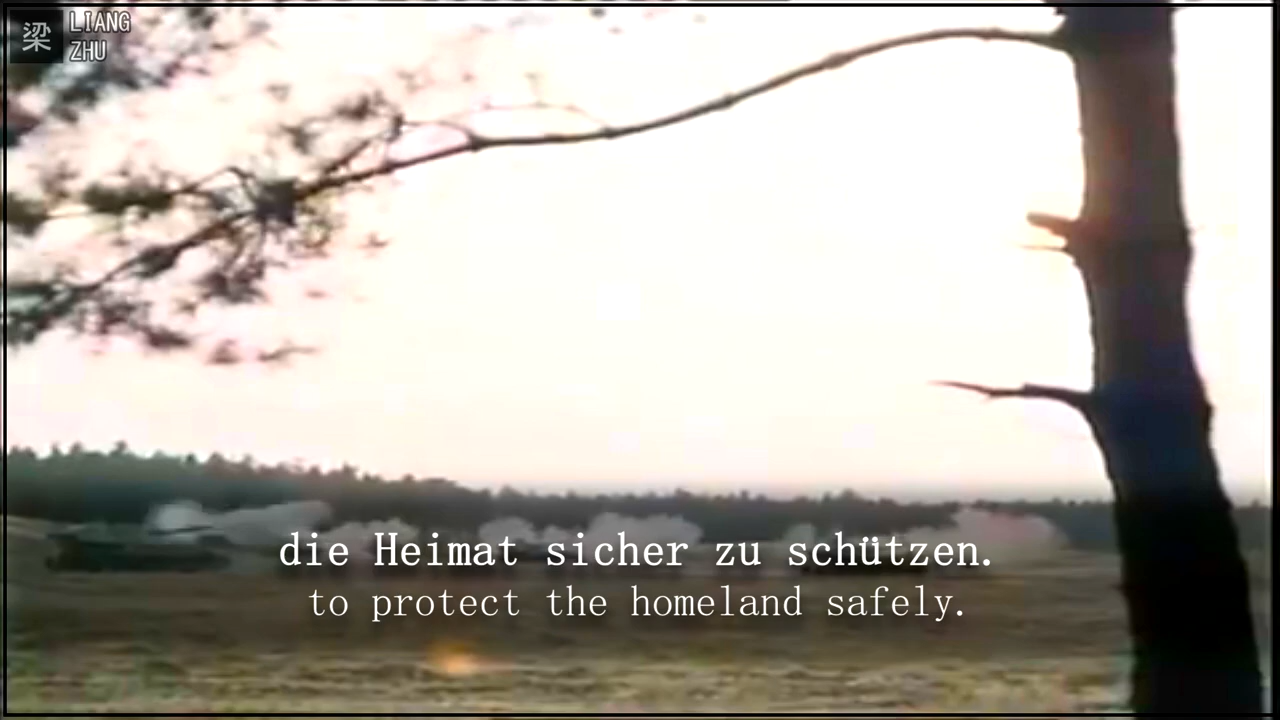 梁
LIANG
ZHU
die Heimat sicher zu schützen.
to protect the homeland safely.